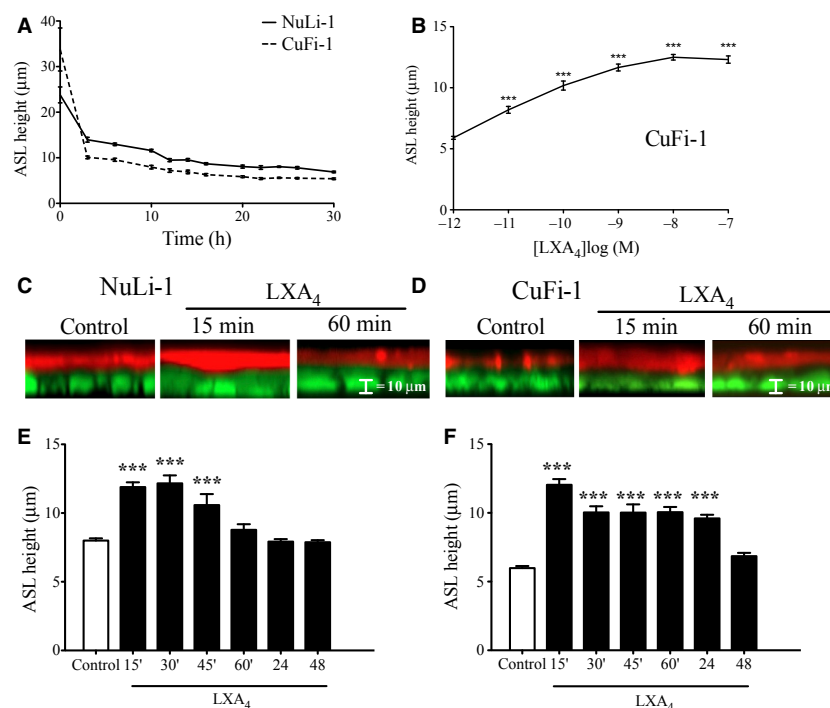 A
NuLi-1
CuFi-1
ASL height (µm)
40
30
20
10
0
0 10 20 30
Time (h)
B
ASL height (µm)
15
10
5
0
*** *** *** *** ***
CuFi-1
–12 –11 –10 –9 –8 –7
[LXA4]log (M)
C
NuLi-1
LXA4
Control 15 min 60 min
= 10 µm
D
CuFi-1
LXA4
Control 15 min 60 min
= 10 µm
E
ASL height (µm)
15
10
5
0
*** *** ***
Control 15' 30' 45' 60' 24 48
LXA4
F
ASL height (µm)
15
10
5
0
*** *** *** *** ***
Control 15' 30' 45' 60' 24 48
LXA4